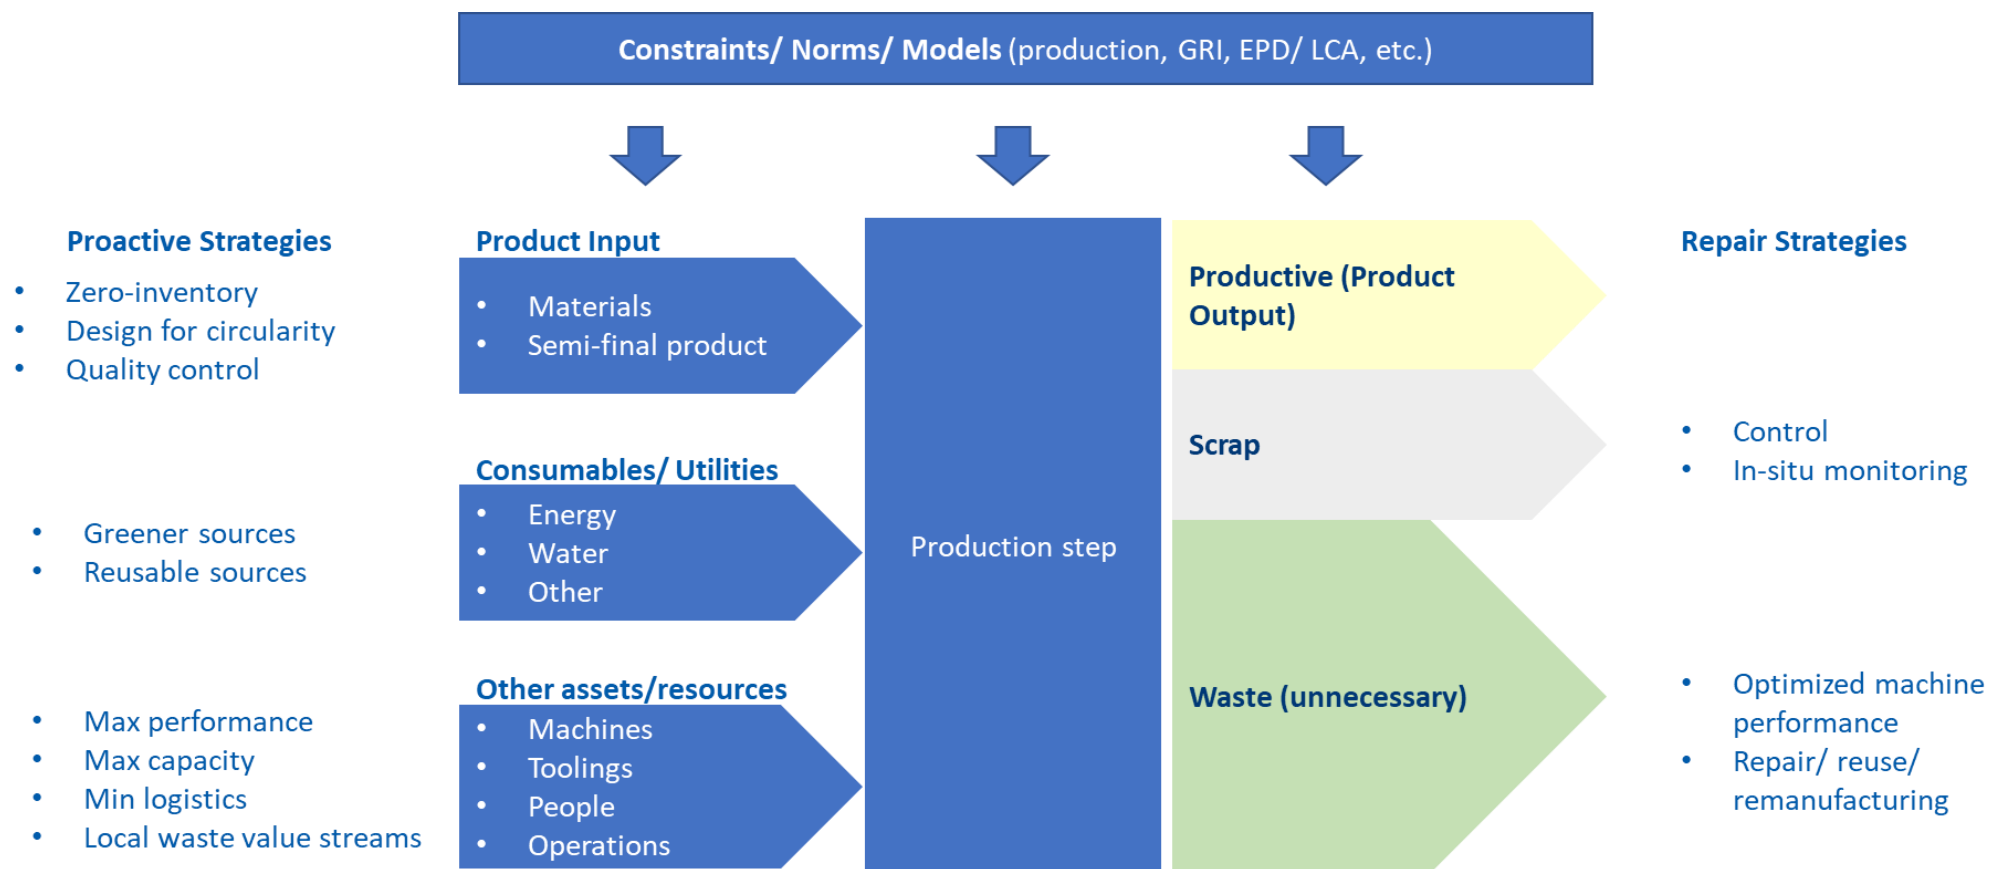 Constraints/ Norms/ Models (production, GRI, EPD/ LCA, etc.)
Proactive Strategies
• Zero-inventory
• Design for circularity
• Quality control
• Greener sources
• Reusable sources
• Max performance
• Max capacity
• Min logistics
• Local waste value streams
Product Input
• Materials
• Semi-final product
Consumables/ Utilities
• Energy
• Water
• Other
Other assets/resources
• Machines
• Toolings
• People
• Operations
Production step
Productive (Product
Output)
Scrap
Waste (unnecessary)
Repair Strategies
• Control
• In-situ monitoring
• Optimized machine
performance
• Repair/ reuse/
remanufacturing